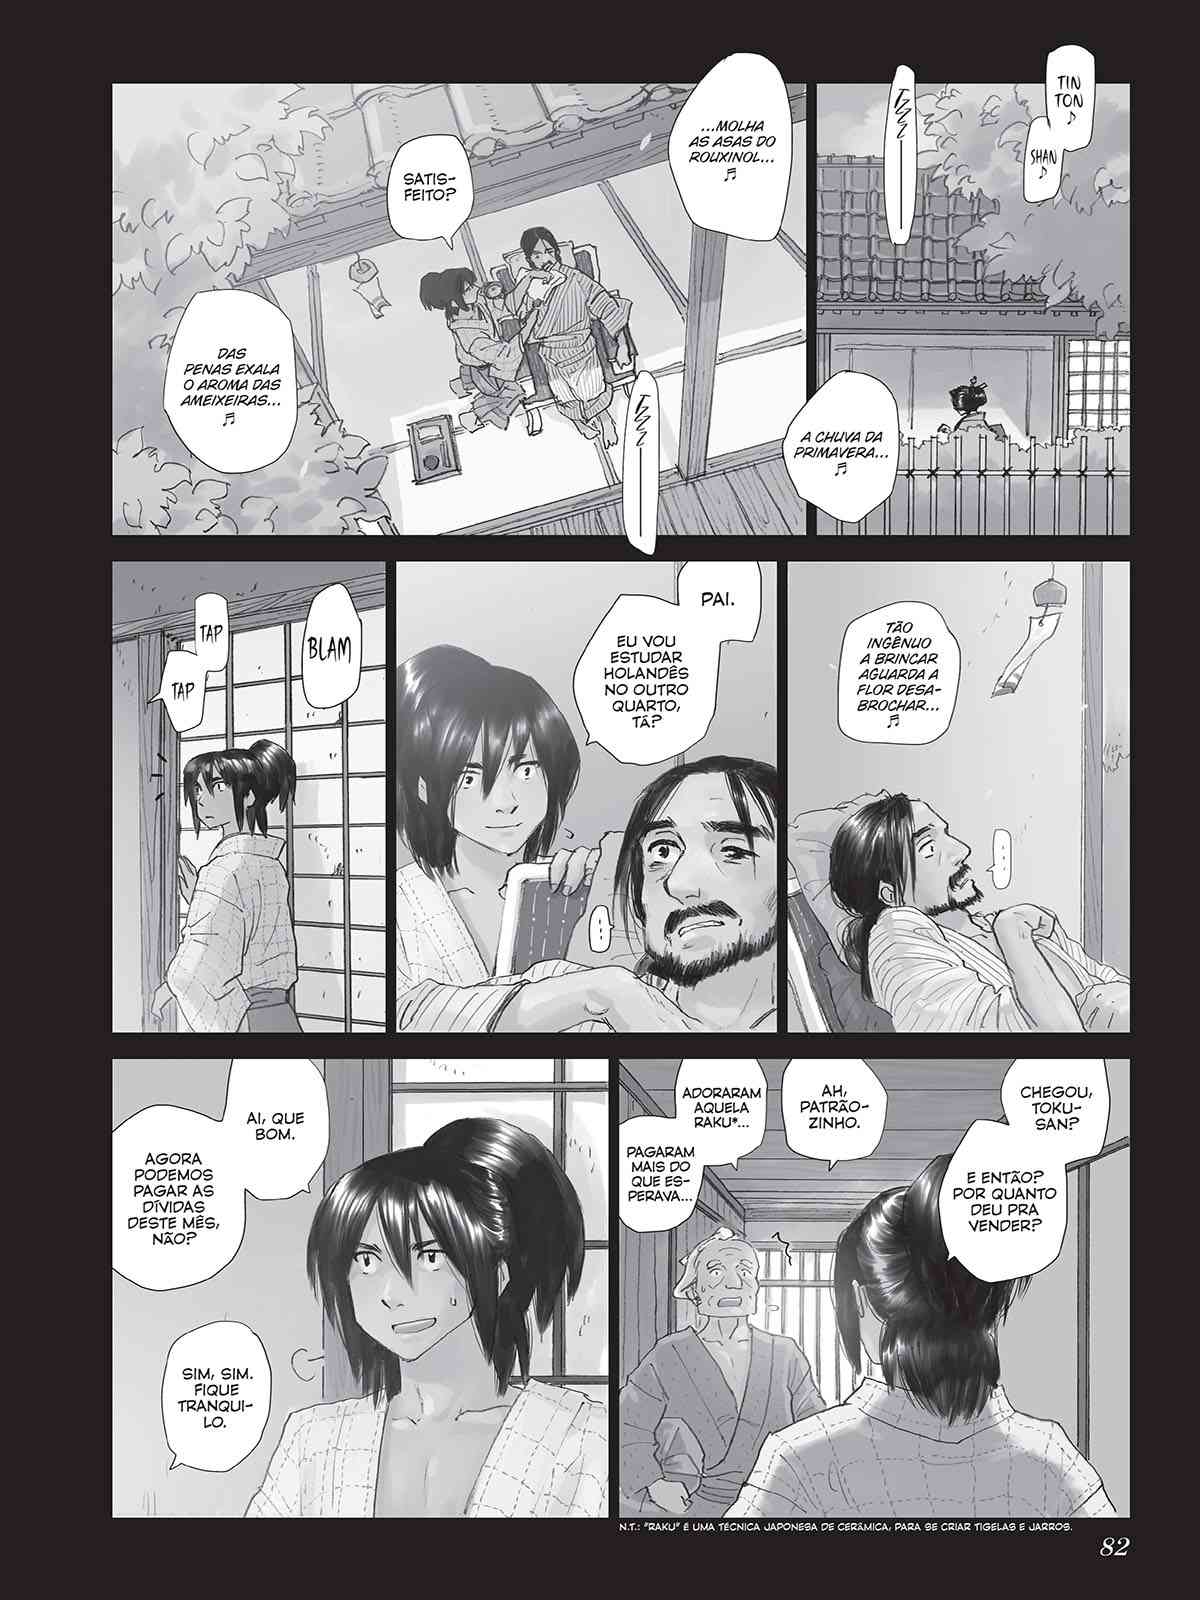 TIN
TON
♪
SHAN
♪
A CHUVA DA
PRIMAVERA...
♬
...MOLHA
AS ASAS DO
ROUXINOL...
♬
SATIS-
FEITO?
DAS
PENAS EXALA
O AROMA DAS
AMEIXEIRAS...
♬
TÃO
INGÊNUO
A BRINCAR
AGUARDA A
FLOR DESA-
BROCHAR...
♬
...
PAI.
EU VOU
ESTUDAR
HOLANDÊS
NO OUTRO
QUARTO,
TÁ?
...
BLAM
TAP
TAP
CHEGOU,
TOKU-
SAN?
E ENTÃO?
POR QUANTO
DEU PRA
VENDER?
AH,
PATRÃO-
ZINHO.
ADORARAM
AQUELA
RAKU*...
PAGARAM
MAIS DO
QUE ES-
PERAVA...
AI, QUE
BOM.
AGORA
PODEMOS
PAGAR AS
DÍVIDAS
DESTE MÊS,
NÃO?
SIM, SIM.
FIQUE
TRANQUI-
LO.
N.T.: "RAKU" É UMA TÉCNICA JAPONESA DE CERÂMICA, PARA SE CRIAR TIGELAS E JARROS.
82